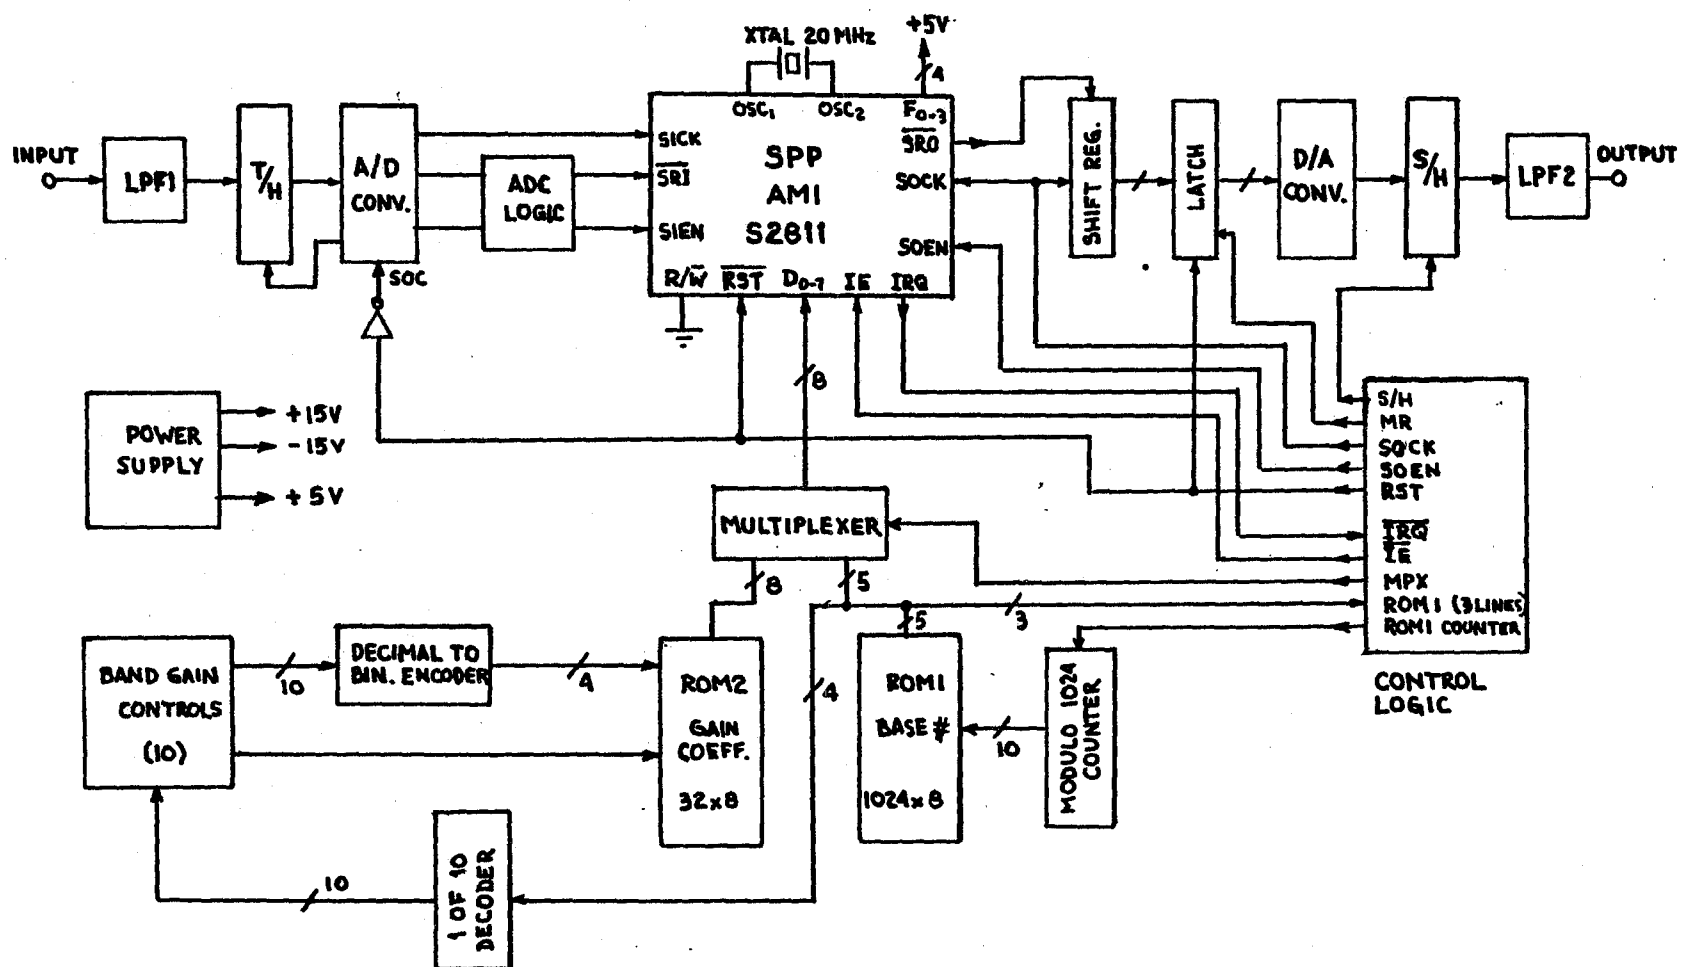 XTAL 20 MHz
+5V
4
INPUT
LPF1
T/H
A/D
CONV.
SOC
ADC
LOGIC
OSC1
OSC2
F0-3
SICK
SRI
SIEN
SPP
AMI
S2811
SRO
SOCK
SOEN
R/W
RST
D0-7
IE
IRQ
SHIFT REG.
LATCH
D/A
CONV.
S/H
LPF2
OUTPUT
8
POWER
SUPPLY
+15V
-15V
+5V
S/H
MR
SOCK
SOEN
RST
IRQ
IE
MPX
ROM1 (3 LINES)
ROM1 COUNTER
CONTROL
LOGIC
MULTIPLEXER
8
5
5
3
BAND GAIN
CONTROLS
(10)
10
DECIMAL TO
BIN. ENCODER
4
ROM2
GAIN
COEFF.
32x8
4
ROM1
BASE #
1024x8
10
MODULO 1024
COUNTER
10
1 OF 10
DECODER